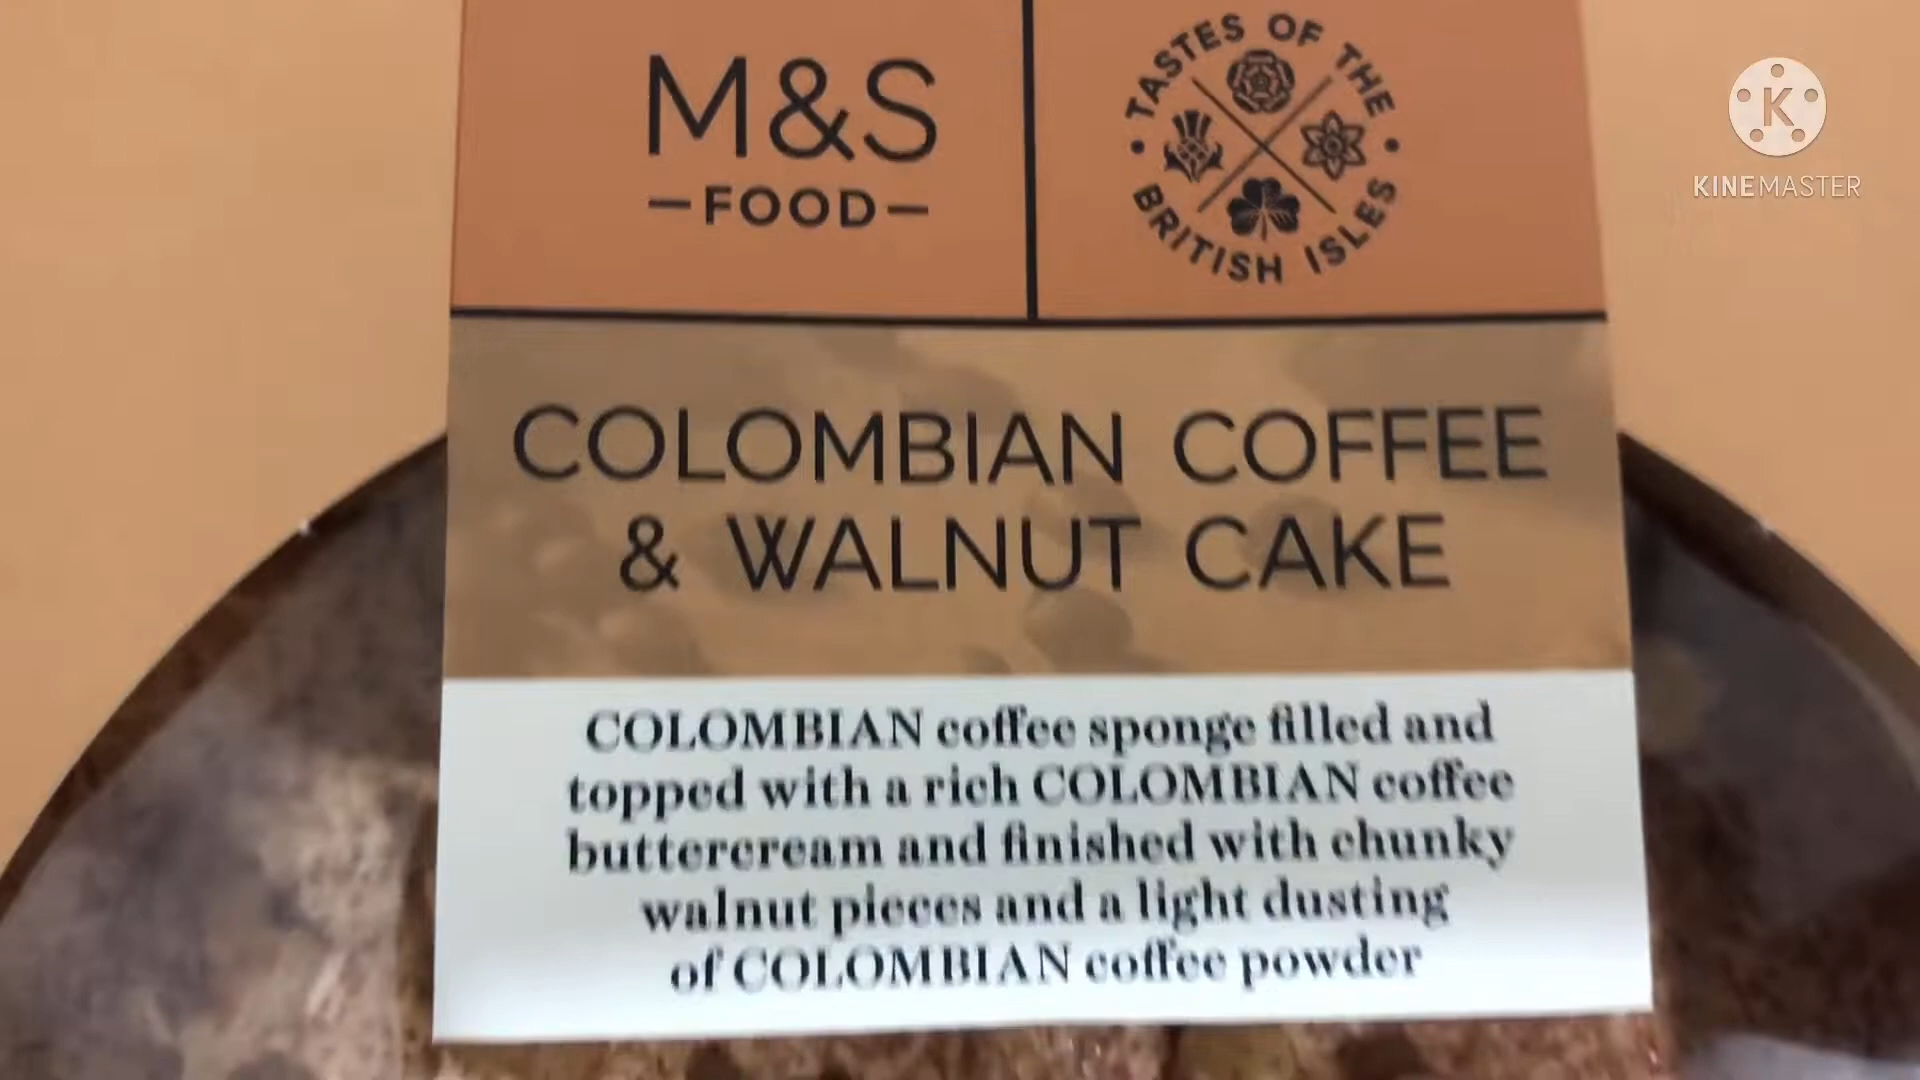 M&S
FOOD
TASTES OF THE
BRITISH ISLES
K
KINEMASTER
COLOMBIAN COFFEE
& WALNUT CAKE
COLOMBIAN coffee sponge filled and
topped with a rich COLOMBIAN coffee
buttercream and finished with chunky
walnut pieces and a light dusting
of COLOMBIAN coffee powder